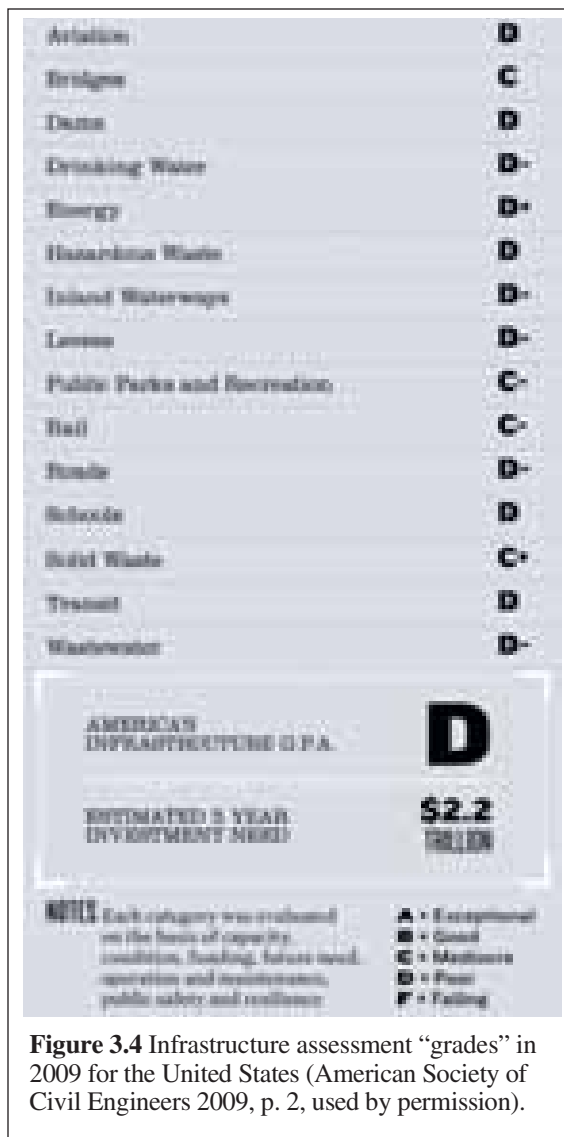 Aviation D
Bridges C
Dams D
Drinking Water D-
Energy D+
Hazardous Waste D
Inland Waterways D-
Levees D-
Public Parks and Recreation C-
Rail C-
Roads D-
Schools D
Solid Waste C+
Transit D
Wastewater D-
AMERICAN
INFRASTRUCTURE G.P.A. D
ESTIMATED 5 YEAR
INVESTMENT NEED $2.2
TRILLION
NOTES Each category was evaluated
on the basis of capacity,
condition, funding, future need,
operation and maintenance,
public safety and resilience
A = Exceptional
B = Good
C = Mediocre
D = Poor
F = Failing
Figure 3.4 Infrastructure assessment “grades” in
2009 for the United States (American Society of
Civil Engineers 2009, p. 2, used by permission).